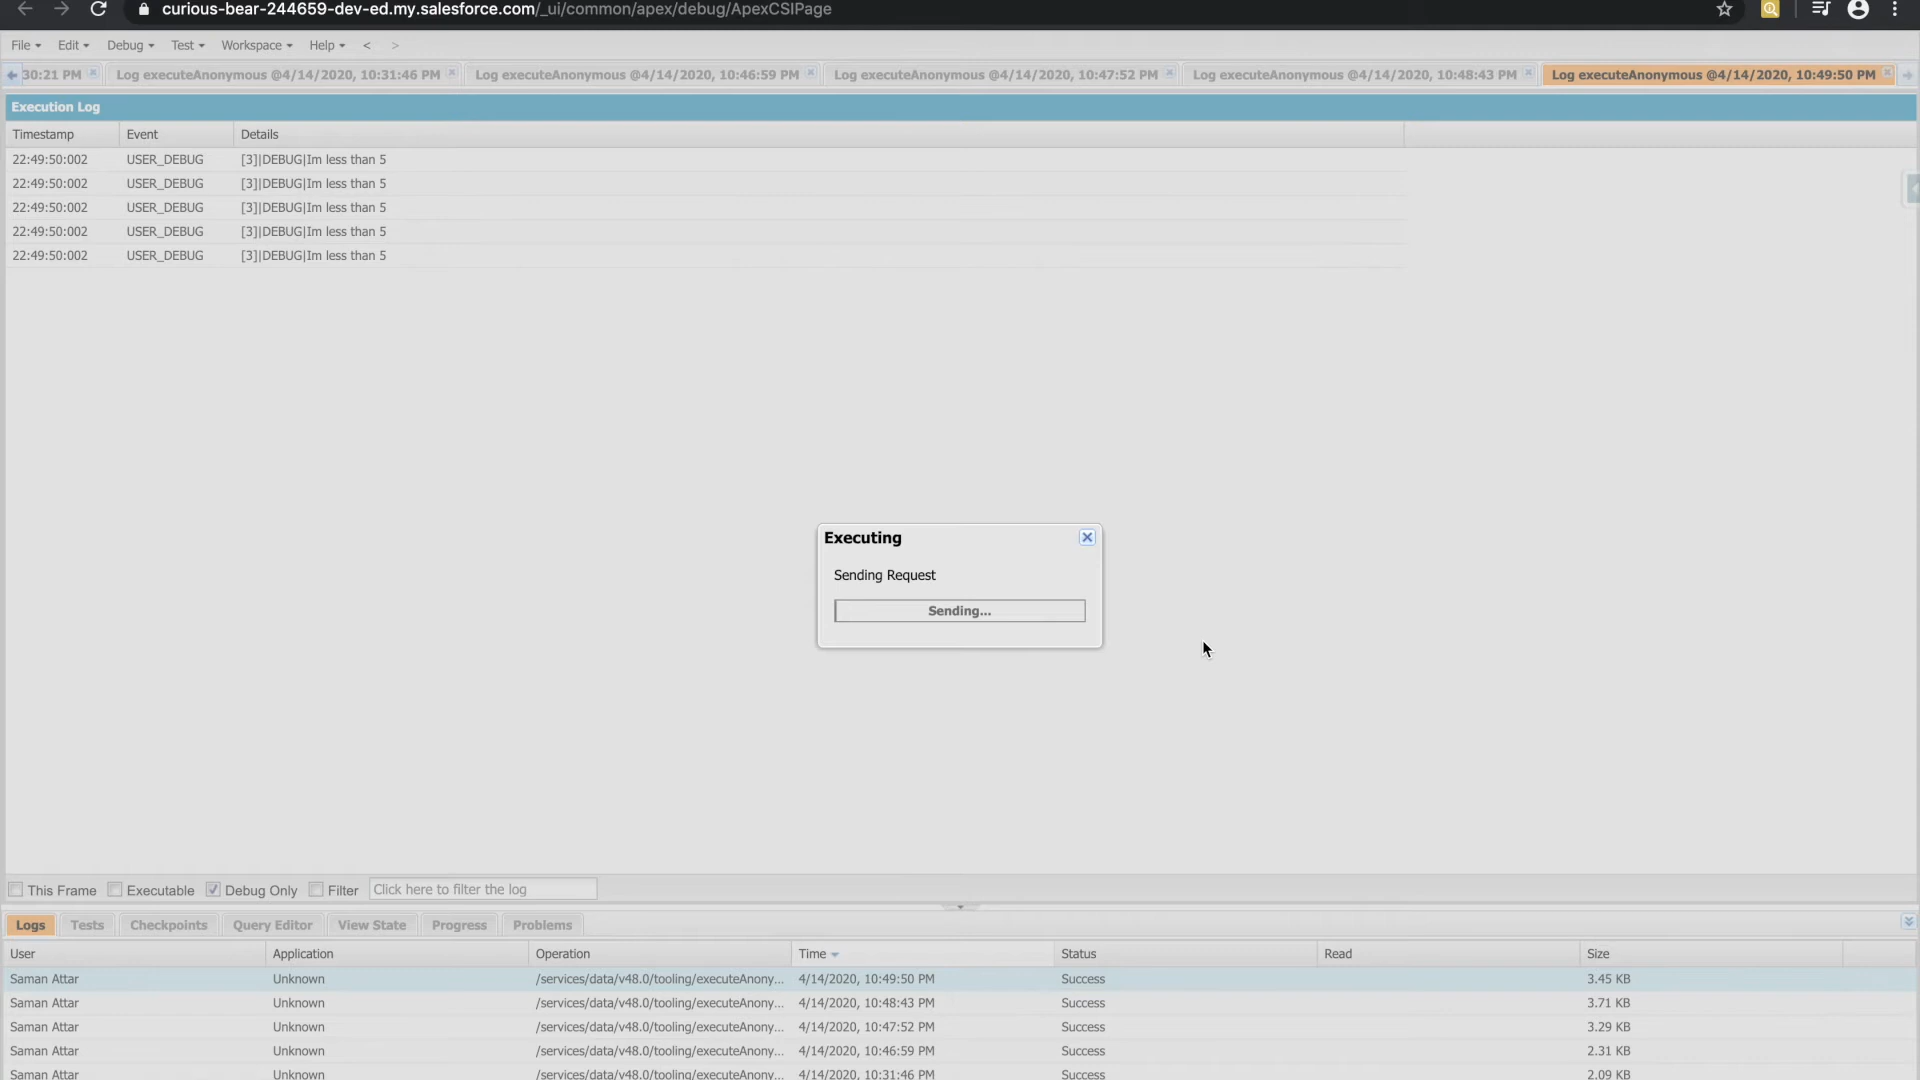 curious-bear-244659-dev-ed.my.salesforce.com/_ui/common/apex/debug/ApexCSIPage
File Edit Debug Test Workspace Help < >
30:21 PM Log executeAnonymous @4/14/2020, 10:31:46 PM Log executeAnonymous @4/14/2020, 10:46:59 PM Log executeAnonymous @4/14/2020, 10:47:52 PM Log executeAnonymous @4/14/2020, 10:48:43 PM Log executeAnonymous @4/14/2020, 10:49:50 PM
Execution Log
Timestamp Event Details
22:49:50:002 USER_DEBUG [3]|DEBUG|Im less than 5
22:49:50:002 USER_DEBUG [3]|DEBUG|Im less than 5
22:49:50:002 USER_DEBUG [3]|DEBUG|Im less than 5
22:49:50:002 USER_DEBUG [3]|DEBUG|Im less than 5
22:49:50:002 USER_DEBUG [3]|DEBUG|Im less than 5
Executing
Sending Request
Sending...
This Frame Executable Debug Only Filter Click here to filter the log
Logs Tests Checkpoints Query Editor View State Progress Problems
User Application Operation Time Status Read Size
Saman Attar Unknown /services/data/v48.0/tooling/executeAnony... 4/14/2020, 10:49:50 PM Success 3.45 KB
Saman Attar Unknown /services/data/v48.0/tooling/executeAnony... 4/14/2020, 10:48:43 PM Success 3.71 KB
Saman Attar Unknown /services/data/v48.0/tooling/executeAnony... 4/14/2020, 10:47:52 PM Success 3.29 KB
Saman Attar Unknown /services/data/v48.0/tooling/executeAnony... 4/14/2020, 10:46:59 PM Success 2.31 KB
Saman Attar Unknown /services/data/v48.0/tooling/executeAnony... 4/14/2020, 10:31:46 PM Success 2.09 KB